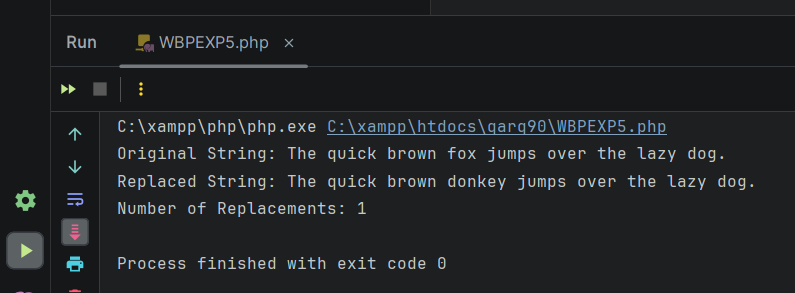 Run WBPEXP5.php ×
C:\xampp\php\php.exe C:\xampp\htdocs\qarq90\WBPEXP5.php
Original String: The quick brown fox jumps over the lazy dog.
Replaced String: The quick brown donkey jumps over the lazy dog.
Number of Replacements: 1
Process finished with exit code 0